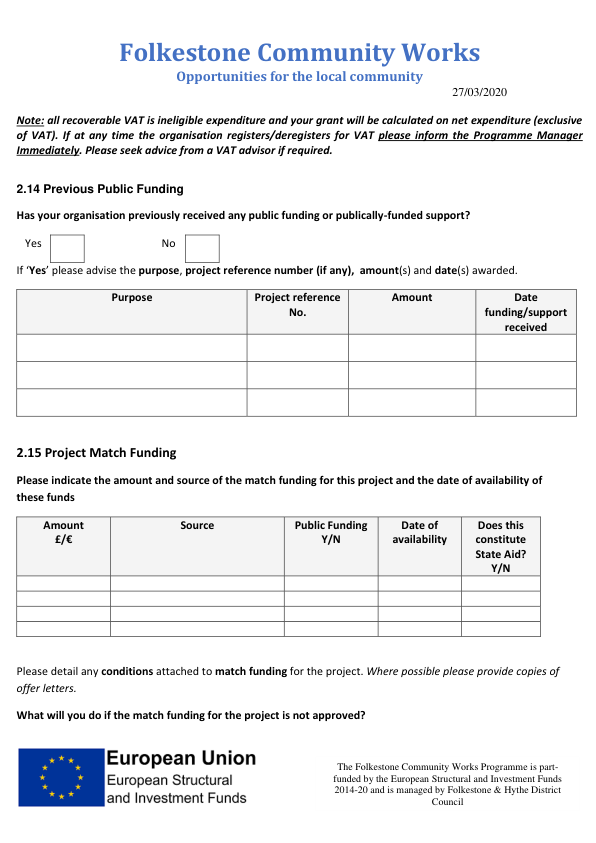 Folkestone Community Works
Opportunities for the local community
27/03/2020
Note: all recoverable VAT is ineligible expenditure and your grant will be calculated on net expenditure (exclusive
of VAT). If at any time the organisation registers/deregisters for VAT please inform the Programme Manager
Immediately. Please seek advice from a VAT advisor if required.
2.14 Previous Public Funding
Has your organisation previously received any public funding or publically-funded support?
Yes No
If ‘Yes’ please advise the purpose, project reference number (if any), amount(s) and date(s) awarded.
Purpose
Project reference
No.
Amount
Date
funding/support
received
2.15 Project Match Funding
Please indicate the amount and source of the match funding for this project and the date of availability of
these funds
Amount
£/€
Source
Public Funding
Y/N
Date of
availability
Does this
constitute
State Aid?
Y/N
Please detail any conditions attached to match funding for the project. Where possible please provide copies of
offer letters.
What will you do if the match funding for the project is not approved?
European Union
European Structural
and Investment Funds
The Folkestone Community Works Programme is part-
funded by the European Structural and Investment Funds
2014-20 and is managed by Folkestone & Hythe District
Council